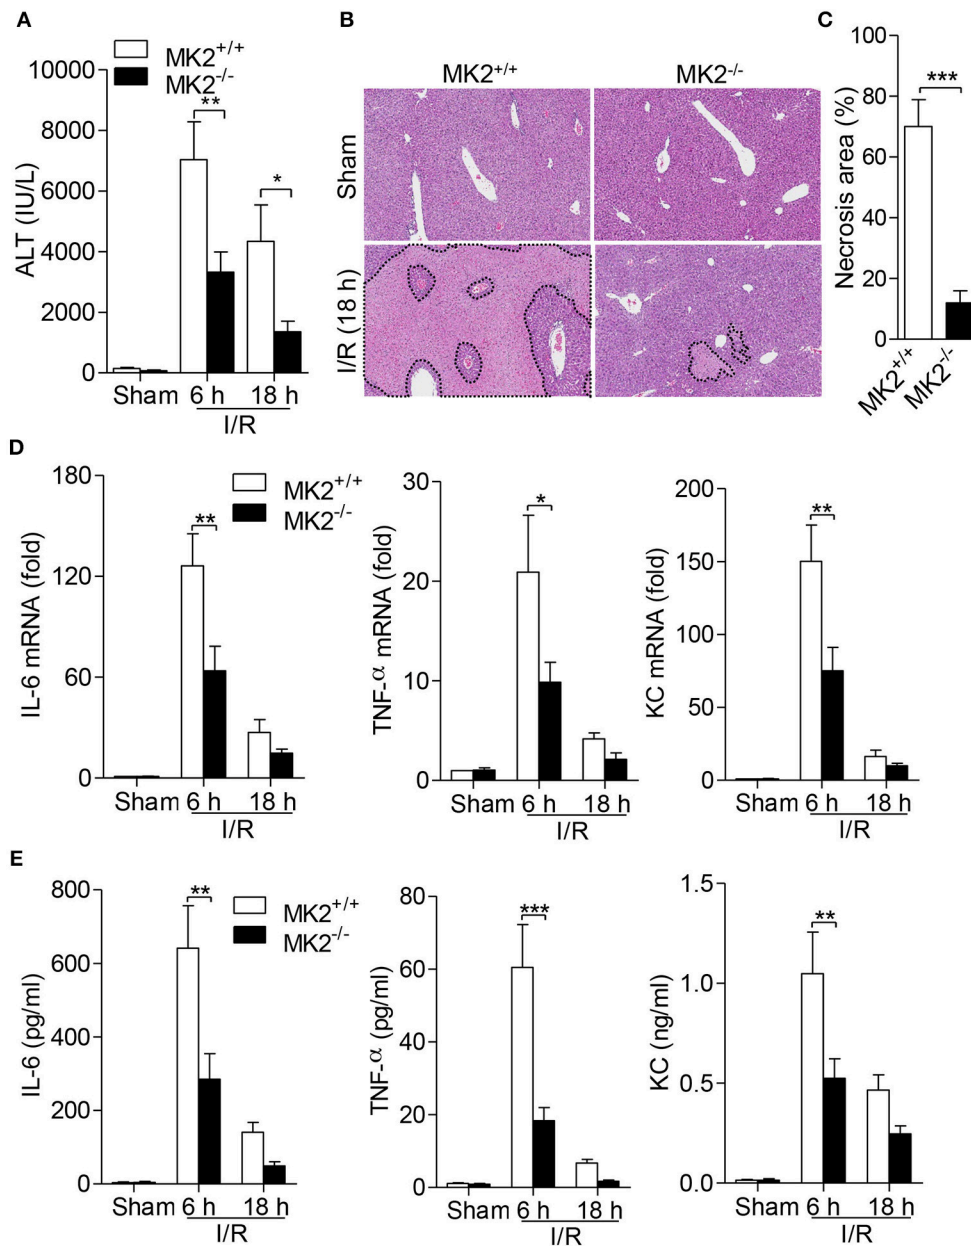 A
MK2+/+
MK2-/-
ALT (IU/L)
10000
8000
6000
4000
2000
0
**
*
Sham 6 h 18 h
I/R
B
MK2+/+ MK2-/-
Sham
I/R (18 h)
C
Necrosis area (%)
100
80
60
40
20
0
***
MK2+/+ MK2-/-
D
MK2+/+
MK2-/-
IL-6 mRNA (fold)
180
120
60
0
**
Sham 6 h 18 h
I/R
TNF-α mRNA (fold)
30
20
10
0
*
Sham 6 h 18 h
I/R
KC mRNA (fold)
200
150
100
50
0
**
Sham 6 h 18 h
I/R
E
MK2+/+
MK2-/-
IL-6 (pg/ml)
800
600
400
200
0
**
Sham 6 h 18 h
I/R
TNF-α (pg/ml)
80
60
40
20
0
***
Sham 6 h 18 h
I/R
KC (ng/ml)
1.5
1.0
0.5
0.0
**
Sham 6 h 18 h
I/R